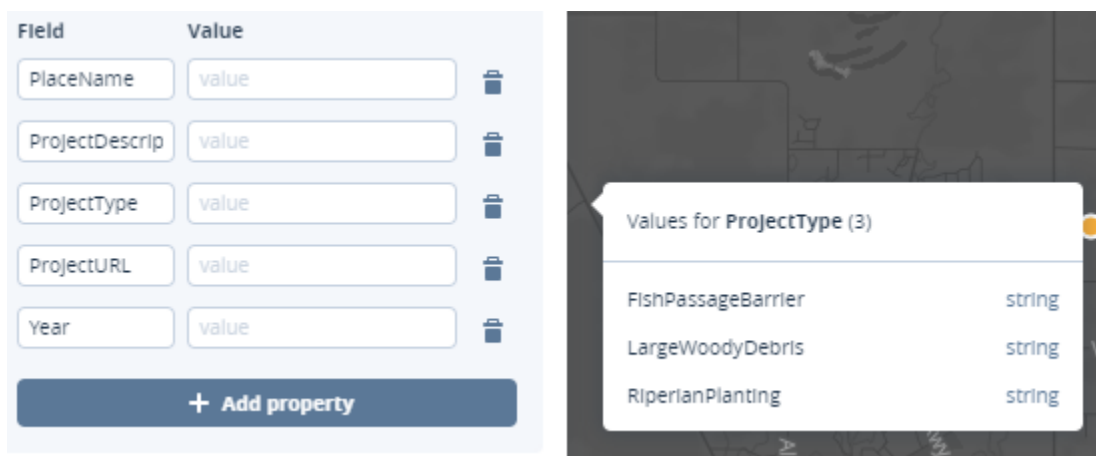 Field Value
PlaceName value
ProjectDescrip value
ProjectType value
ProjectURL value
Year value
+ Add property
Values for ProjectType (3)
FishPassageBarrier string
LargeWoodyDebris string
RiperianPlanting string